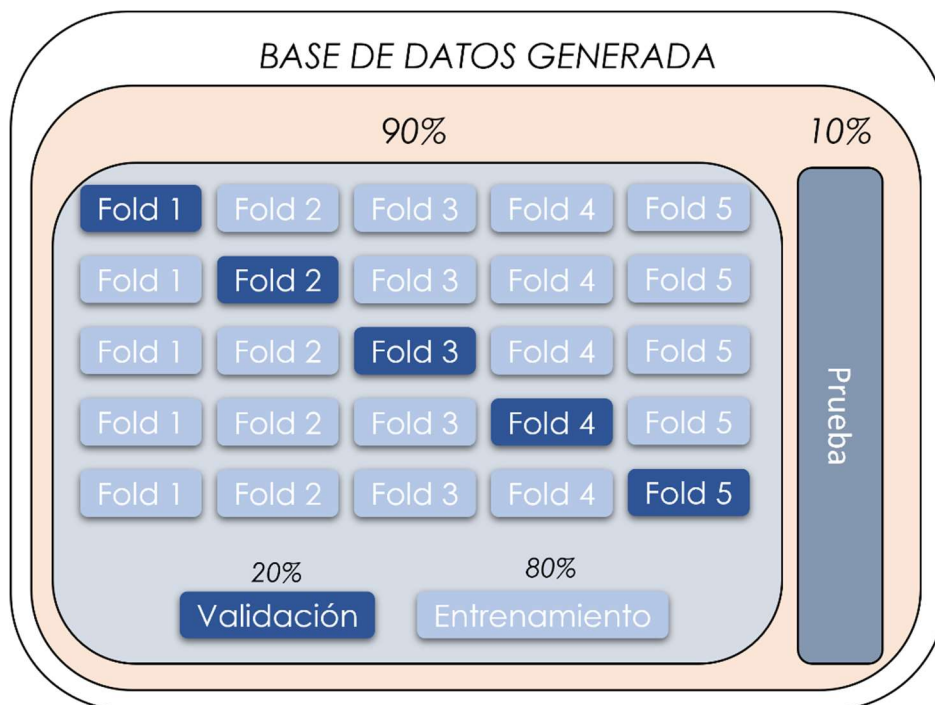 BASE DE DATOS GENERADA
90% 10%
Fold 1 Fold 2 Fold 3 Fold 4 Fold 5
Fold 1 Fold 2 Fold 3 Fold 4 Fold 5
Fold 1 Fold 2 Fold 3 Fold 4 Fold 5
Fold 1 Fold 2 Fold 3 Fold 4 Fold 5
Fold 1 Fold 2 Fold 3 Fold 4 Fold 5
20% 80%
Validación Entrenamiento
Prueba